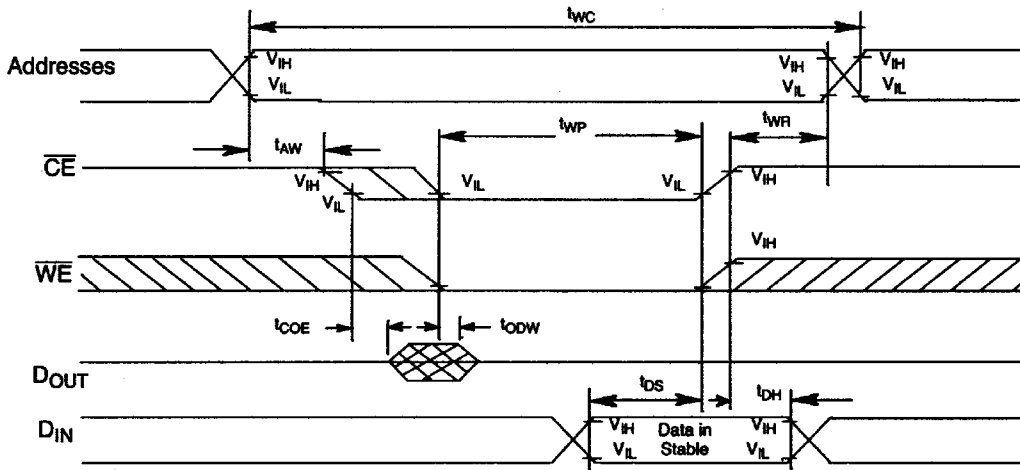 tWC
Addresses
VIH VIH VIH
VIL VIL VIL
tWP tWR
tAW
CE
VIH VIL VIL VIH
VIL
VIH
WE
tCOE tODW
DOUT
tDS tDH
DIN
VIH Data in VIH
VIL Stable VIL